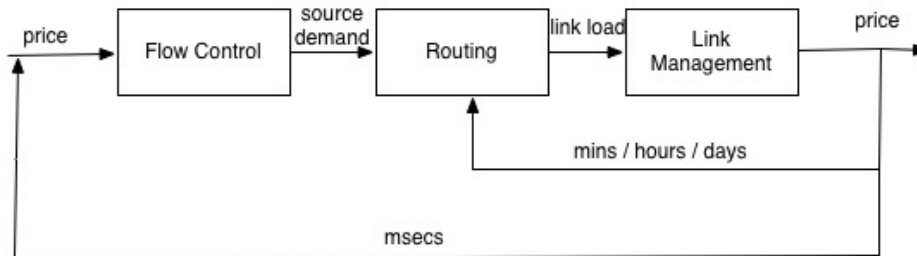 price
Flow Control
source
demand
Routing
link load
Link
Management
price
mins / hours / days
msecs